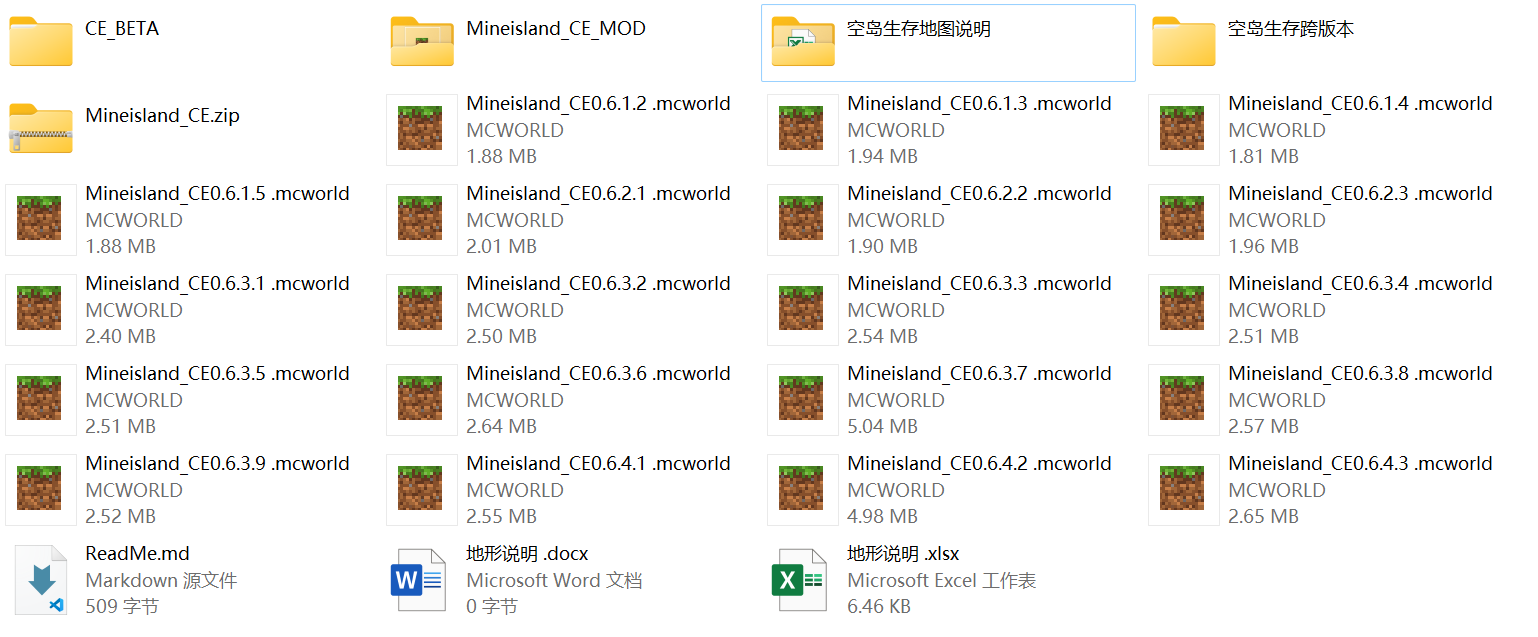 CE_BETA
Mineisland_CE_MOD
空岛生存地图说明
空岛生存跨版本
Mineisland_CE.zip
Mineisland_CE0.6.1.2 .mcworld
MCWORLD
1.88 MB
Mineisland_CE0.6.1.3 .mcworld
MCWORLD
1.94 MB
Mineisland_CE0.6.1.4 .mcworld
MCWORLD
1.81 MB
Mineisland_CE0.6.1.5 .mcworld
MCWORLD
1.88 MB
Mineisland_CE0.6.2.1 .mcworld
MCWORLD
2.01 MB
Mineisland_CE0.6.2.2 .mcworld
MCWORLD
1.90 MB
Mineisland_CE0.6.2.3 .mcworld
MCWORLD
1.96 MB
Mineisland_CE0.6.3.1 .mcworld
MCWORLD
2.40 MB
Mineisland_CE0.6.3.2 .mcworld
MCWORLD
2.50 MB
Mineisland_CE0.6.3.3 .mcworld
MCWORLD
2.54 MB
Mineisland_CE0.6.3.4 .mcworld
MCWORLD
2.51 MB
Mineisland_CE0.6.3.5 .mcworld
MCWORLD
2.51 MB
Mineisland_CE0.6.3.6 .mcworld
MCWORLD
2.64 MB
Mineisland_CE0.6.3.7 .mcworld
MCWORLD
5.04 MB
Mineisland_CE0.6.3.8 .mcworld
MCWORLD
2.57 MB
Mineisland_CE0.6.3.9 .mcworld
MCWORLD
2.52 MB
Mineisland_CE0.6.4.1 .mcworld
MCWORLD
2.55 MB
Mineisland_CE0.6.4.2 .mcworld
MCWORLD
4.98 MB
Mineisland_CE0.6.4.3 .mcworld
MCWORLD
2.65 MB
ReadMe.md
Markdown 源文件
509 字节
W
地形说明 .docx
Microsoft Word 文档
0 字节
X
地形说明 .xlsx
Microsoft Excel 工作表
6.46 KB